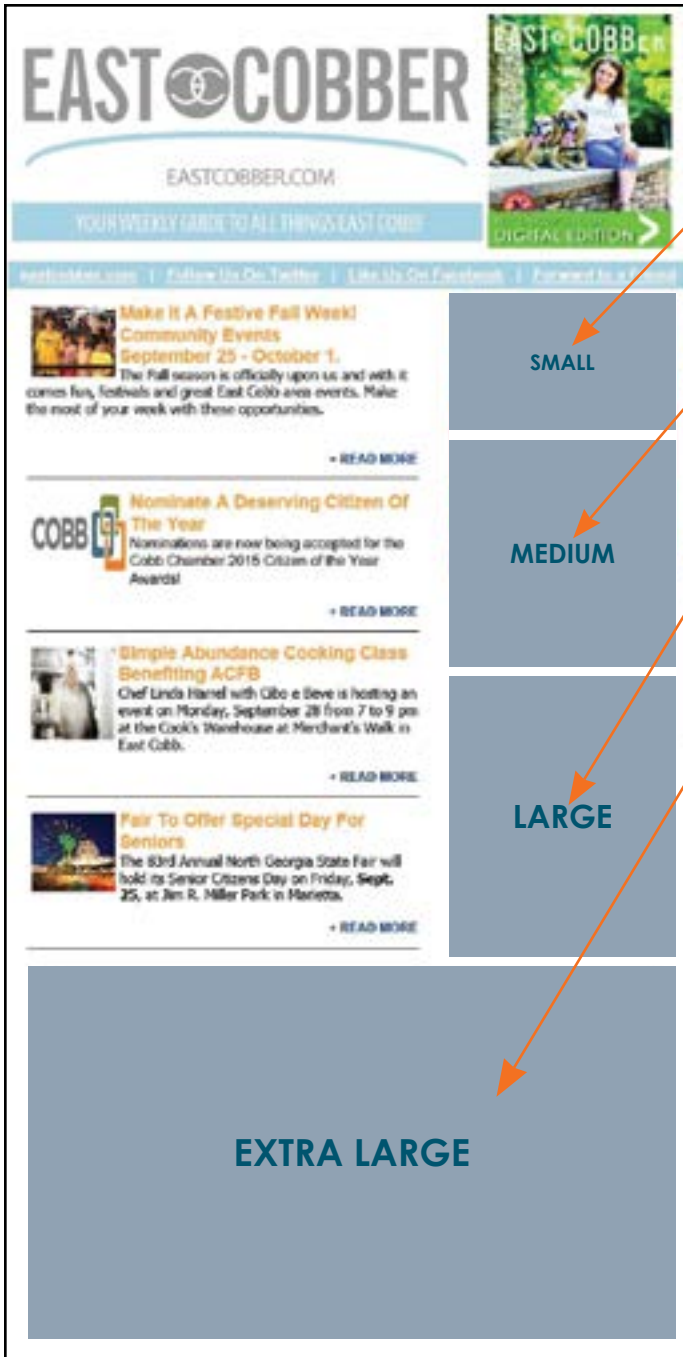 EAST COBBER
EASTCOBBER.COM
YOUR WEEKLY GUIDE TO ALL THINGS EAST COBB
EAST COBBER
DIGITAL EDITION
eastcobber.com | Follow Us On Twitter | Like Us On Facebook | Forward to a Friend
Make It A Festive Fall Week!
Community Events
September 25 - October 1.
The Fall season is officially upon us and with it
comes fun, festivals and great East Cobb area events. Make
the most of your week with these opportunities.
+ READ MORE
COBB
Nominate A Deserving Citizen Of
The Year
Nominations are now being accepted for the
Cobb Chamber 2015 Citizen of the Year
Awards!
+ READ MORE
Simple Abundance Cooking Class
Benefiting ACFB
Chef Linda Harrel with Cibo e Beve is hosting an
event on Monday, September 28 from 7 to 9 pm
at the Cook's Warehouse at Merchant's Walk in
East Cobb.
+ READ MORE
Fair To Offer Special Day For
Seniors
The 83rd Annual North Georgia State Fair will
hold its Senior Citizens Day on Friday, Sept.
25, at Jim R. Miller Park in Marietta.
+ READ MORE
SMALL
MEDIUM
LARGE
EXTRA LARGE